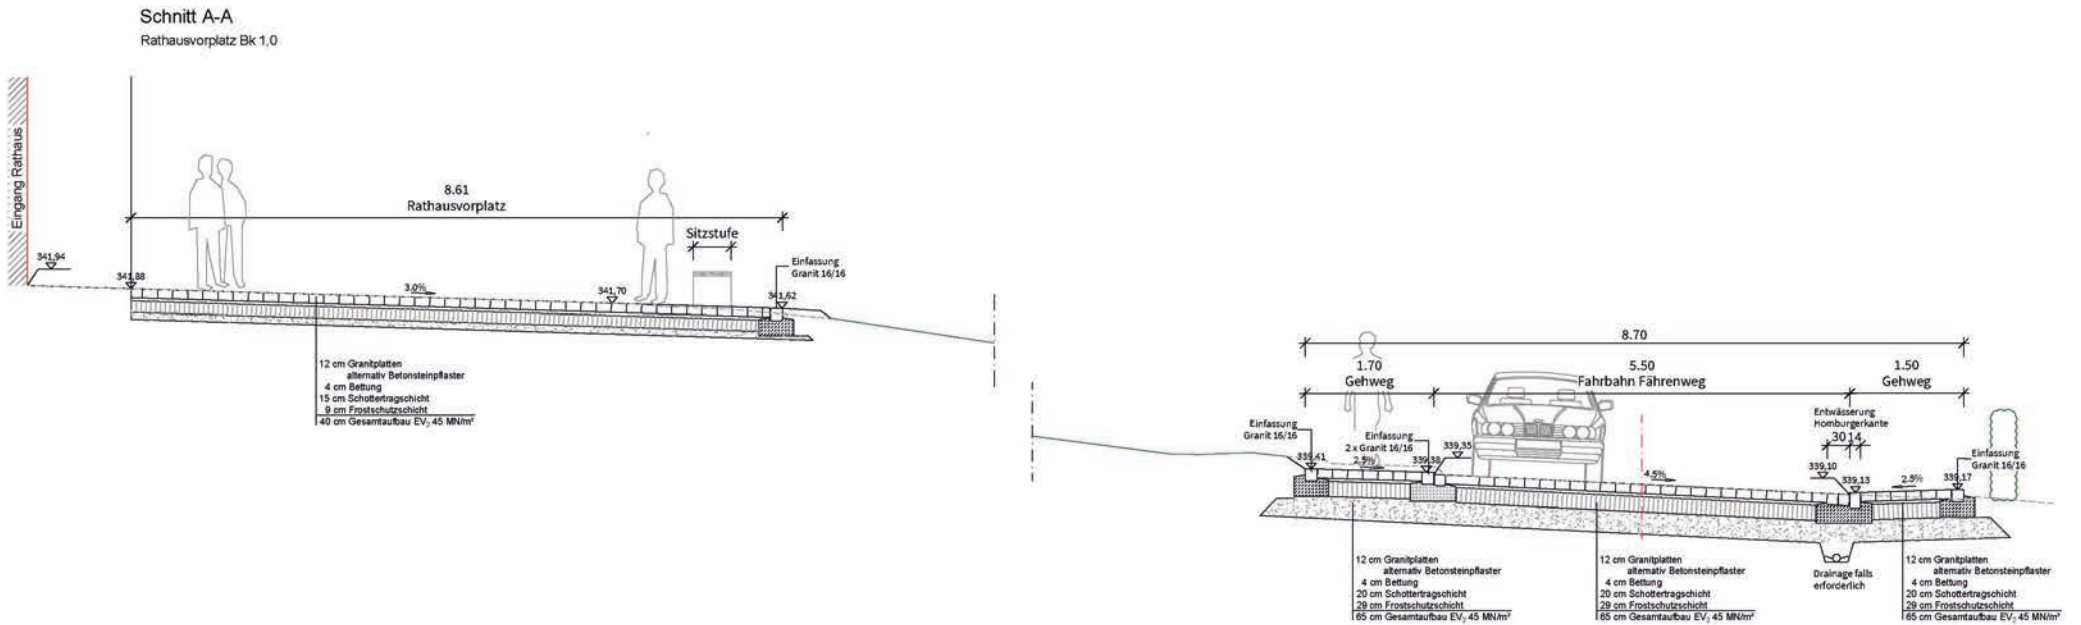 Schnitt A-A
Rathausvorplatz Bk 1,0
Eingang Rathaus
341,94
341,88
8.61
Rathausvorplatz
3.0%
341,70
Sitzstufe
Einfassung
Granit 16/16
341,62
12 cm Granitplatten
alternativ Betonsteinpflaster
4 cm Bettung
15 cm Schottertragschicht
9 cm Frostschutzschicht
40 cm Gesamtaufbau EV₂ 45 MN/m²
8.70
1.70
Gehweg
5.50
Fahrbahn Fährenweg
1.50
Gehweg
Einfassung
Granit 16/16
339,41
2.5%
Einfassung
2 x Granit 16/16
339,38
339,35
4.5%
Entwässerung
Homburgerkante
30 14
339,10
339,13
2.5%
Einfassung
Granit 16/16
339,17
12 cm Granitplatten
alternativ Betonsteinpflaster
4 cm Bettung
20 cm Schottertragschicht
29 cm Frostschutzschicht
65 cm Gesamtaufbau EV₂ 45 MN/m²
12 cm Granitplatten
alternativ Betonsteinpflaster
4 cm Bettung
20 cm Schottertragschicht
29 cm Frostschutzschicht
65 cm Gesamtaufbau EV₂ 45 MN/m²
Drainage falls
erforderlich
12 cm Granitplatten
alternativ Betonsteinpflaster
4 cm Bettung
20 cm Schottertragschicht
29 cm Frostschutzschicht
65 cm Gesamtaufbau EV₂ 45 MN/m²